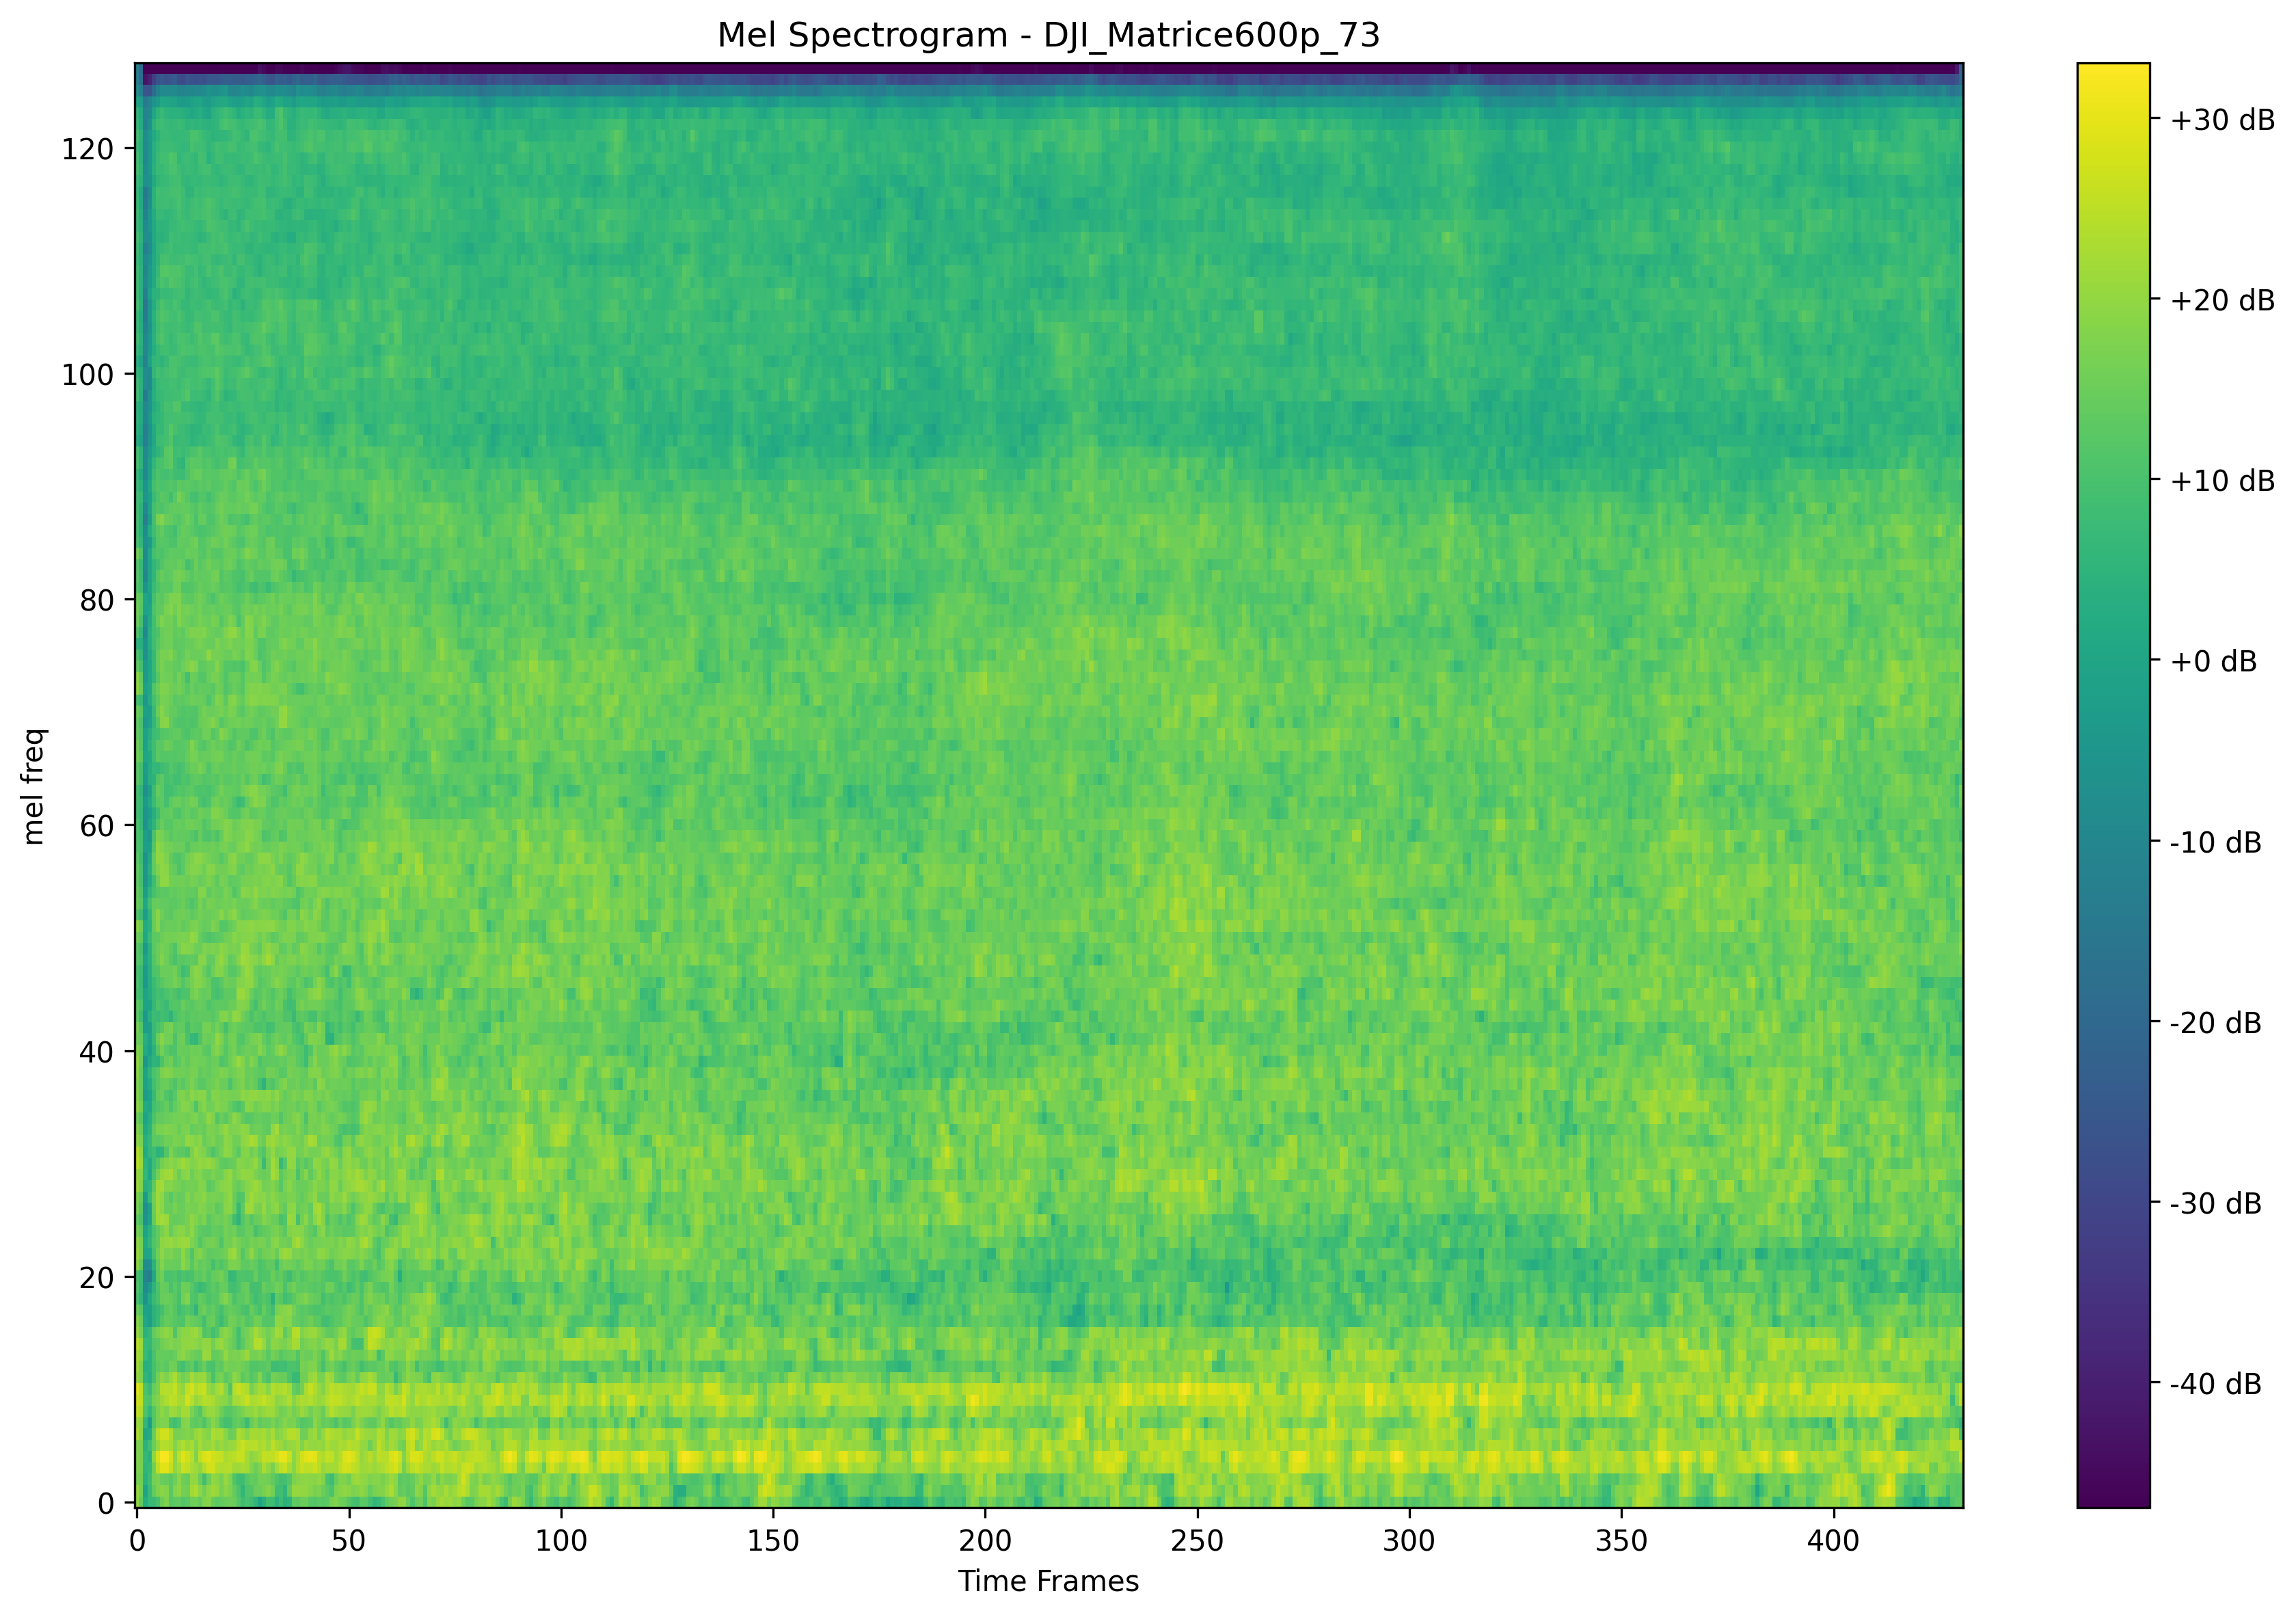 Mel Spectrogram - DJI_Matrice600p_73
mel freq
120
100
80
60
40
20
0
0 50 100 150 200 250 300 350 400
Time Frames
+30 dB
+20 dB
+10 dB
+0 dB
-10 dB
-20 dB
-30 dB
-40 dB